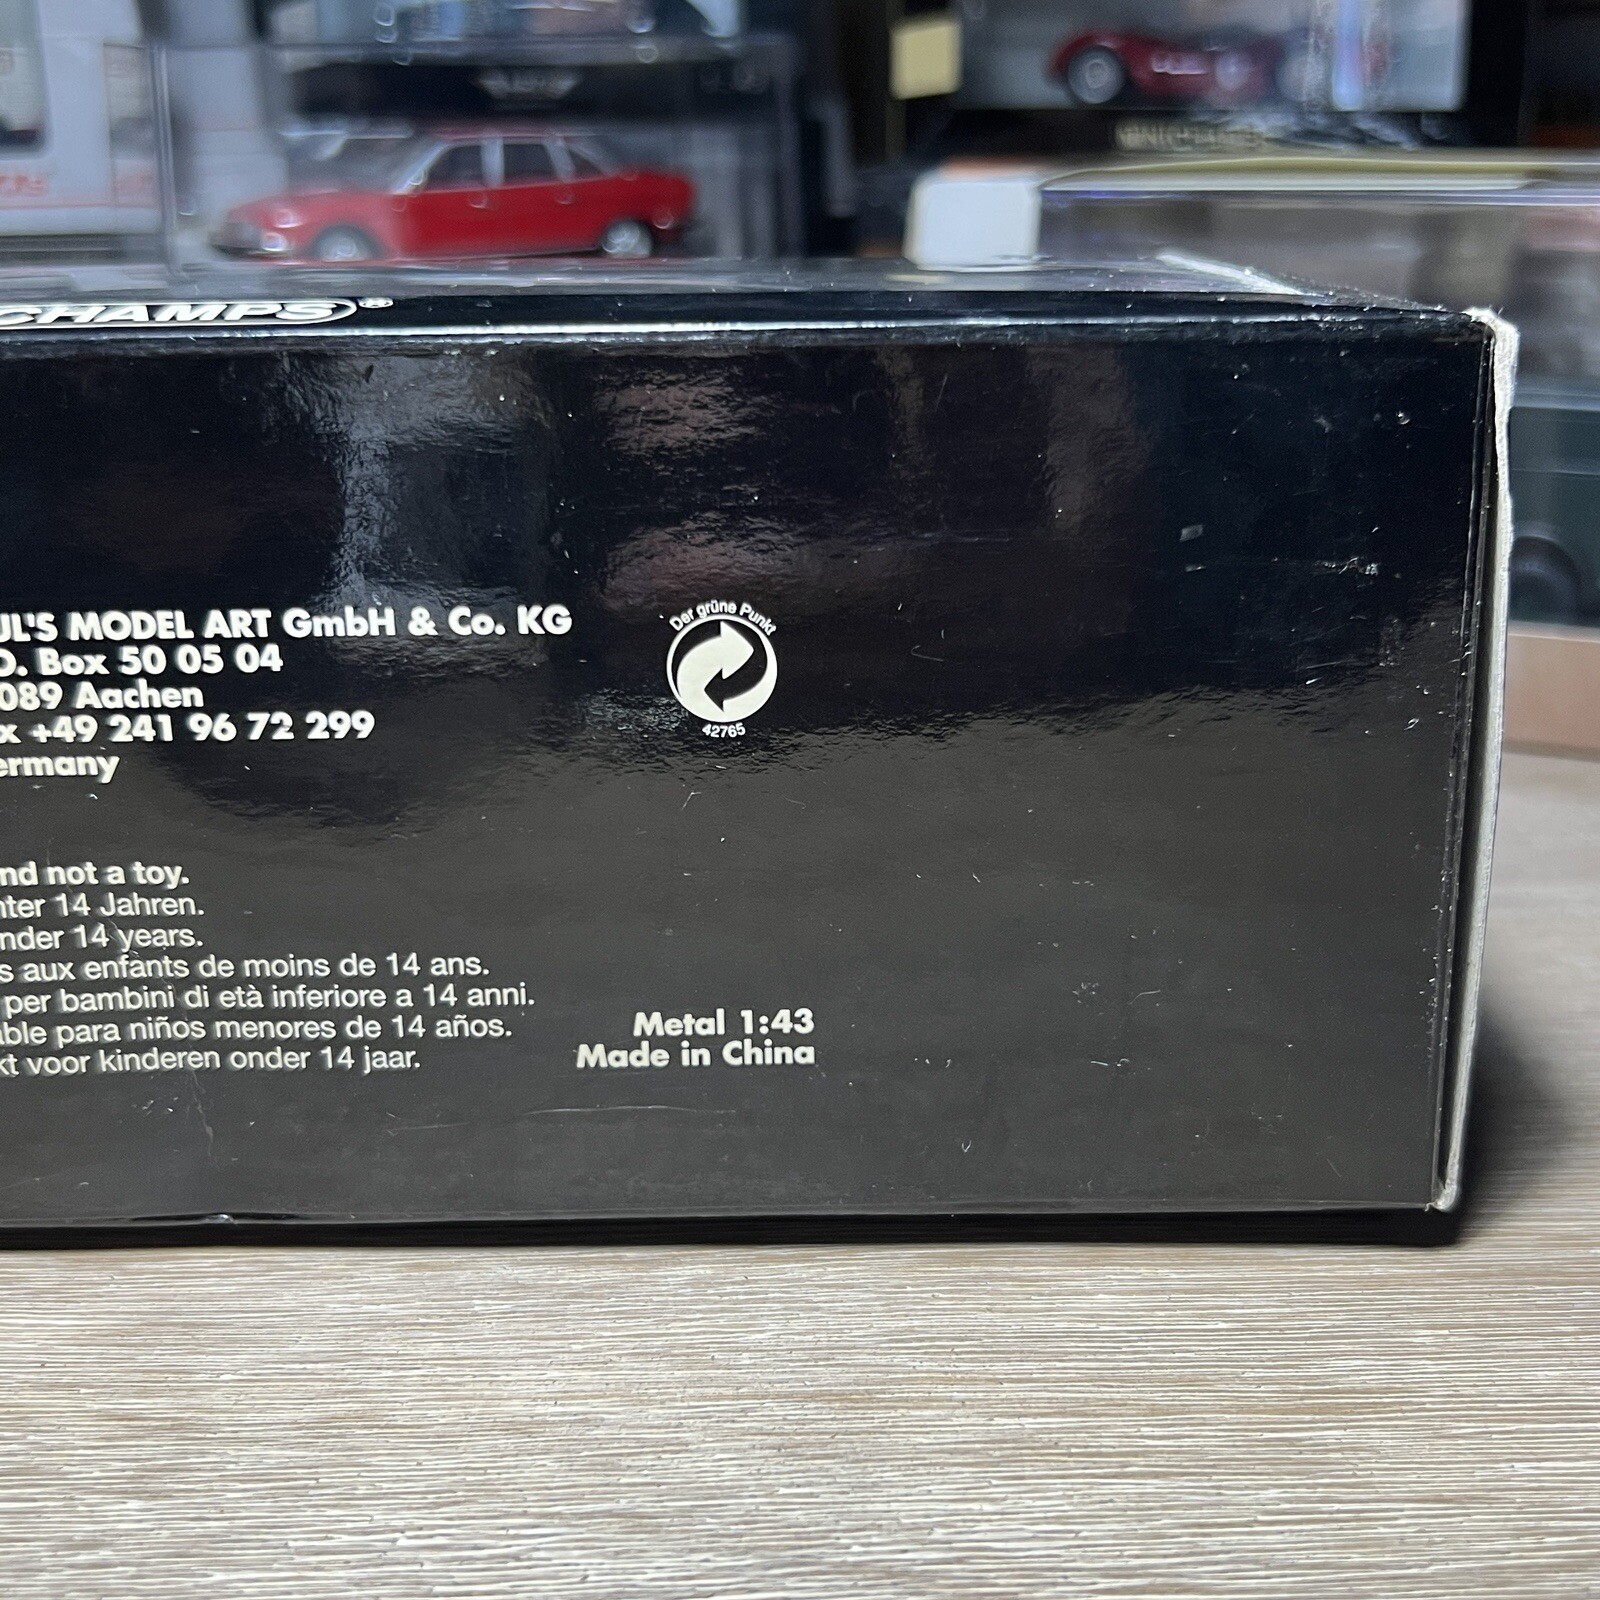 CHAMPS®
UL'S MODEL ART GmbH & Co. KG
O. Box 50 05 04
089 Aachen
x +49 241 96 72 299
ermany
Der grüne Punkt
42765
nd not a toy.
nter 14 Jahren.
nder 14 years.
s aux enfants de moins de 14 ans.
per bambini di età inferiore a 14 anni.
able para niños menores de 14 años.
kt voor kinderen onder 14 jaar.
Metal 1:43
Made in China